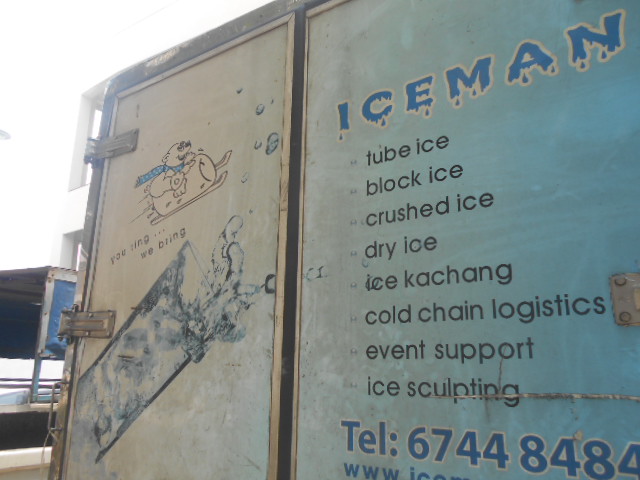 ICEMAN
tube ice
block ice
crushed ice
dry ice
ice kachang
cold chain logistics
event support
ice sculpting
Tel: 6744 8484
you ring ...
we bring